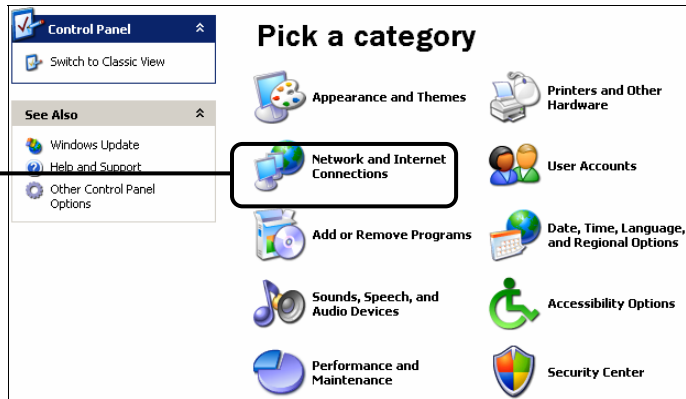 Control Panel
Switch to Classic View
See Also
Windows Update
Help and Support
Other Control Panel
Options
Pick a category
Appearance and Themes
Printers and Other
Hardware
Network and Internet
Connections
User Accounts
Add or Remove Programs
Date, Time, Language,
and Regional Options
Sounds, Speech, and
Audio Devices
Accessibility Options
Performance and
Maintenance
Security Center